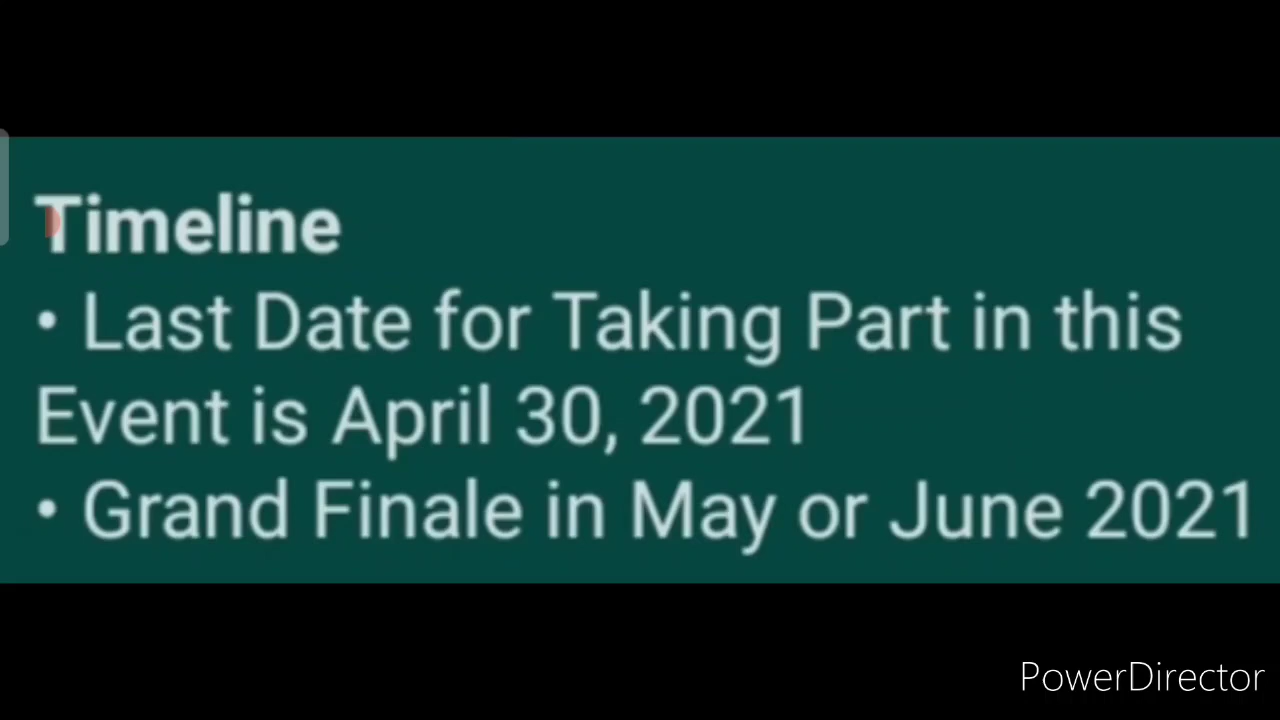 Timeline
• Last Date for Taking Part in this
Event is April 30, 2021
• Grand Finale in May or June 2021
PowerDirector